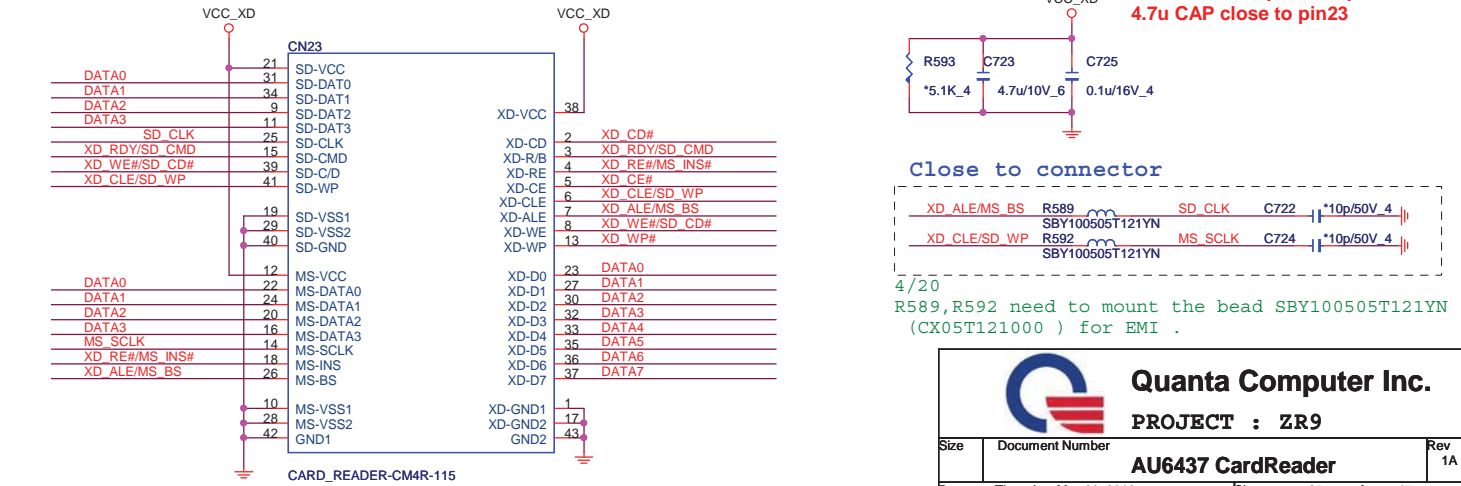 VCC_XD
VCC_XD
CN23
DATA0 31 SD-DAT0
21 SD-VCC
DATA1 34 SD-DAT1
DATA2 9 SD-DAT2
DATA3 11 SD-DAT3
SD_CLK 25 SD-CLK
XD_RDY/SD_CMD 15 SD-CMD
XD_WE#/SD_CD# 39 SD-C/D
XD_CLE/SD_WP 41 SD-WP
19 SD-VSS1
29 SD-VSS2
40 SD-GND
12 MS-VCC
DATA0 22 MS-DATA0
DATA1 24 MS-DATA1
DATA2 20 MS-DATA2
DATA3 16 MS-DATA3
MS_SCLK 14 MS-SCLK
XD_RE#/MS_INS# 18 MS-INS
XD_ALE/MS_BS 26 MS-BS
10 MS-VSS1
28 MS-VSS2
42 GND1
XD-VCC 38
XD-CD 2 XD_CD#
XD-R/B 3 XD_RDY/SD_CMD
XD-RE 4 XD_RE#/MS_INS#
XD-CE 5 XD_CE#
XD-CLE 6 XD_CLE/SD_WP
XD-ALE 7 XD_ALE/MS_BS
XD-WE 8 XD_WE#/SD_CD#
XD-WP 13 XD_WP#
XD-D0 23 DATA0
XD-D1 27 DATA1
XD-D2 30 DATA2
XD-D3 32 DATA3
XD-D4 33 DATA4
XD-D5 35 DATA5
XD-D6 36 DATA6
XD-D7 37 DATA7
XD-GND1 1
XD-GND2 17
GND2 43
CARD_READER-CM4R-115
VCC_XD
4.7u CAP close to pin23
R593 C723 C725
*5.1K_4 4.7u/10V_6 0.1u/16V_4
Close to connector
XD_ALE/MS_BS R589 SD_CLK C722 *10p/50V_4
SBY100505T121YN
XD_CLE/SD_WP R592 MS_SCLK C724 *10p/50V_4
SBY100505T121YN
4/20
R589,R592 need to mount the bead SBY100505T121YN
(CX05T121000 ) for EMI .
Quanta Computer Inc.
PROJECT : ZR9
Size Document Number Rev
AU6437 CardReader 1A